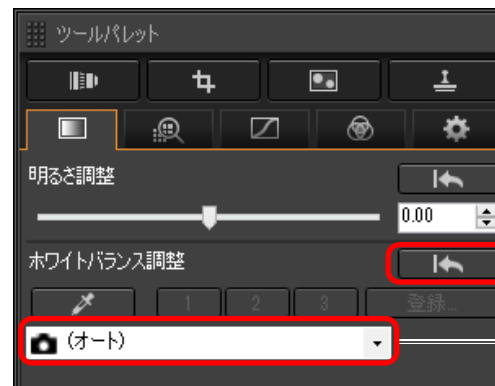 ツールパレット
明るさ調整
0.00
ホワイトバランス調整
1 2 3 登録...
(オート)